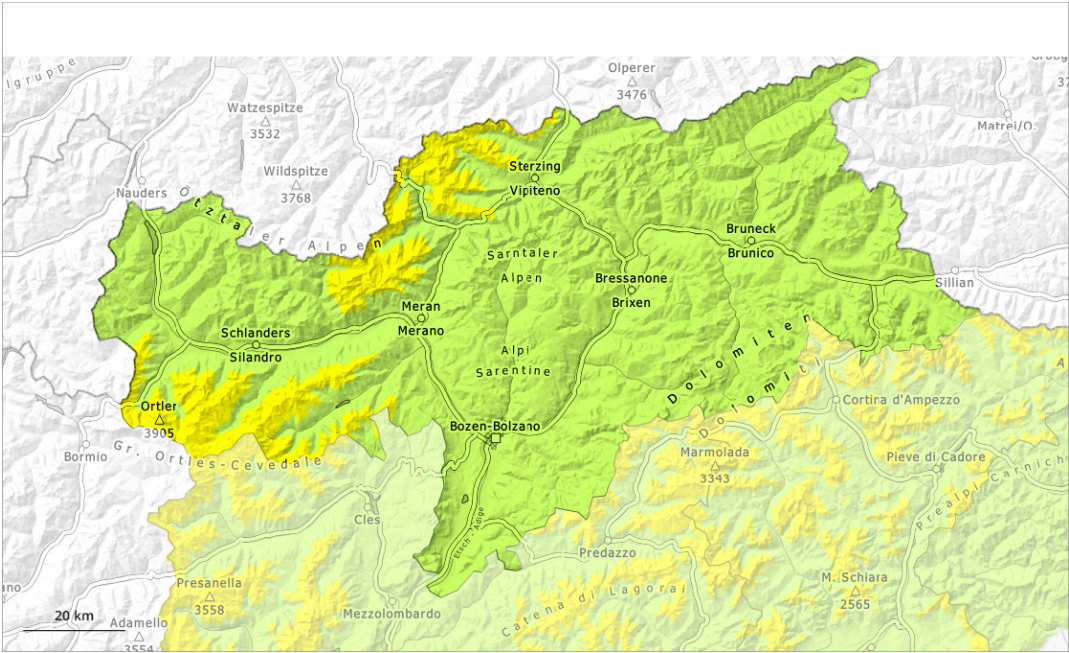 lgruppe
Olperer
3476
Watzespitze
3532
Matrei/O.
Wildspitze
3768
Nauders
Ötztaler Alpen
Sterzing
Vipiteno
Bruneck
Brunico
Sarntaler
Alpen
Bressanone
Brixen
Sillian
Meran
Merano
Schlanders
Silandro
Alpi
Sarentine
Dolomiten
Dolomiti
Ortler
3905
Cortina d'Ampezzo
Bozen-Bolzano
Gr. Ortles-Cevedale
Bormio
Marmolada
3343
Pieve di Cadore
Prealpi Carnich
Cles
Etsch - Adige
Predazzo
Presanella
3558
M. Schiara
2565
Catena di Lagorai
Mezzolombardo
20 km
Adamello
3554